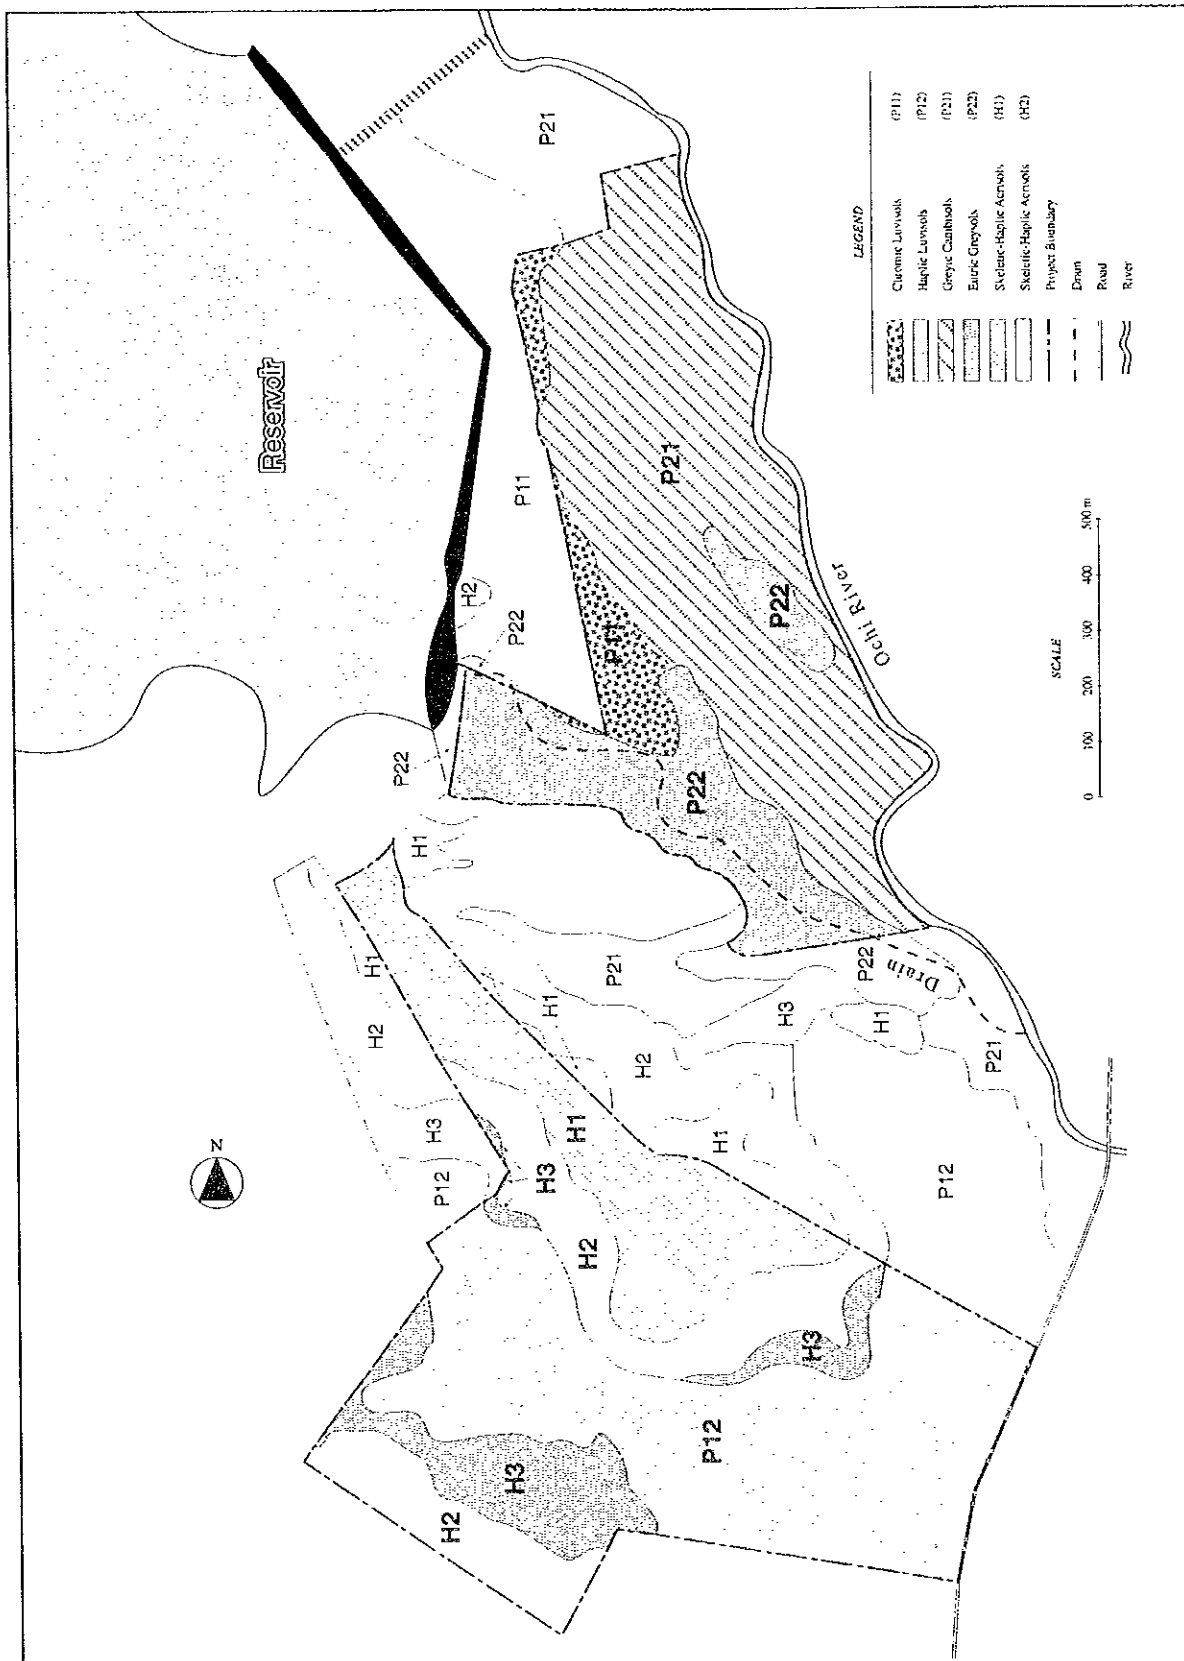 Reservoir
P21
P11
H2
P22
P22
H1
P21
P22
P11
P22
Ochi River
H1
H2
H3
P12
H1
P21
H2
H3
P22
Drain
H1
P21
H1
H1
H3
H2
P12
H3
P12
H3
H2
N
LEGEND
Chromic Luvisols (P11)
Haplic Luvisols (P12)
Gleyic Cambisols (P21)
Eutric Gleysols (P22)
Skeletic-Haplic Acrisols (H1)
Skeletic-Haplic Acrisols (H2)
Project Boundary
Drain
Road
River
SCALE
0 100 200 300 400 500 m